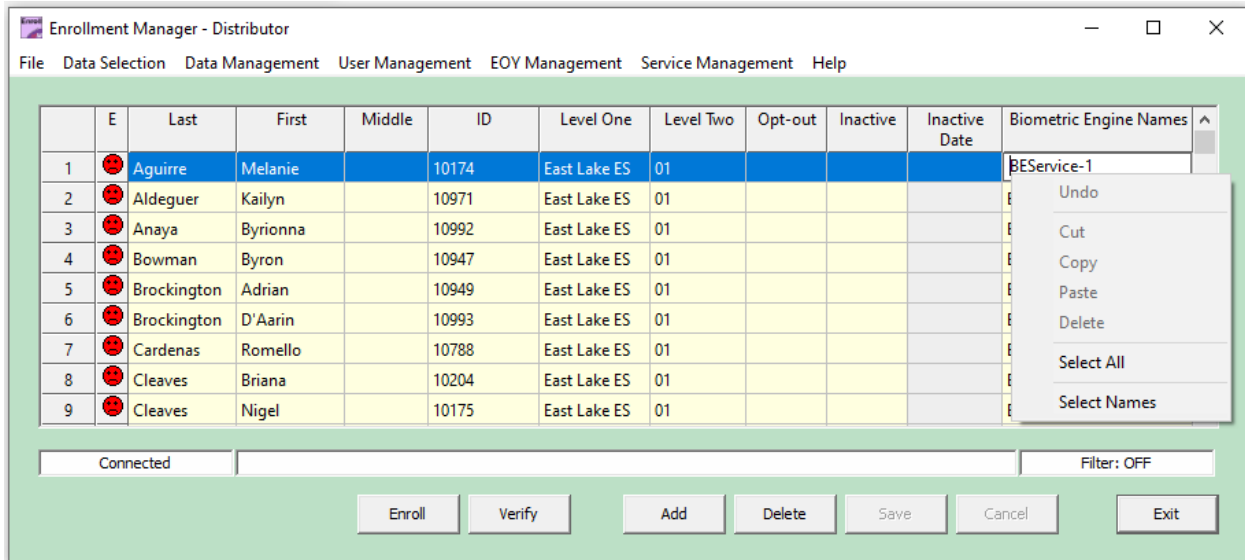 Enrollment Manager - Distributor
File Data Selection Data Management User Management EOY Management Service Management Help
E Last First Middle ID Level One Level Two Opt-out Inactive Inactive Date Biometric Engine Names
1 Aguirre Melanie 10174 East Lake ES 01 BEService-1
2 Aldeguer Kailyn 10971 East Lake ES 01
3 Anaya Byrionna 10992 East Lake ES 01
4 Bowman Byron 10947 East Lake ES 01
5 Brockington Adrian 10949 East Lake ES 01
6 Brockington D'Aarin 10993 East Lake ES 01
7 Cardenas Romello 10788 East Lake ES 01
8 Cleaves Briana 10204 East Lake ES 01
9 Cleaves Nigel 10175 East Lake ES 01
Undo
Cut
Copy
Paste
Delete
Select All
Select Names
Connected Filter: OFF
Enroll Verify Add Delete Save Cancel Exit